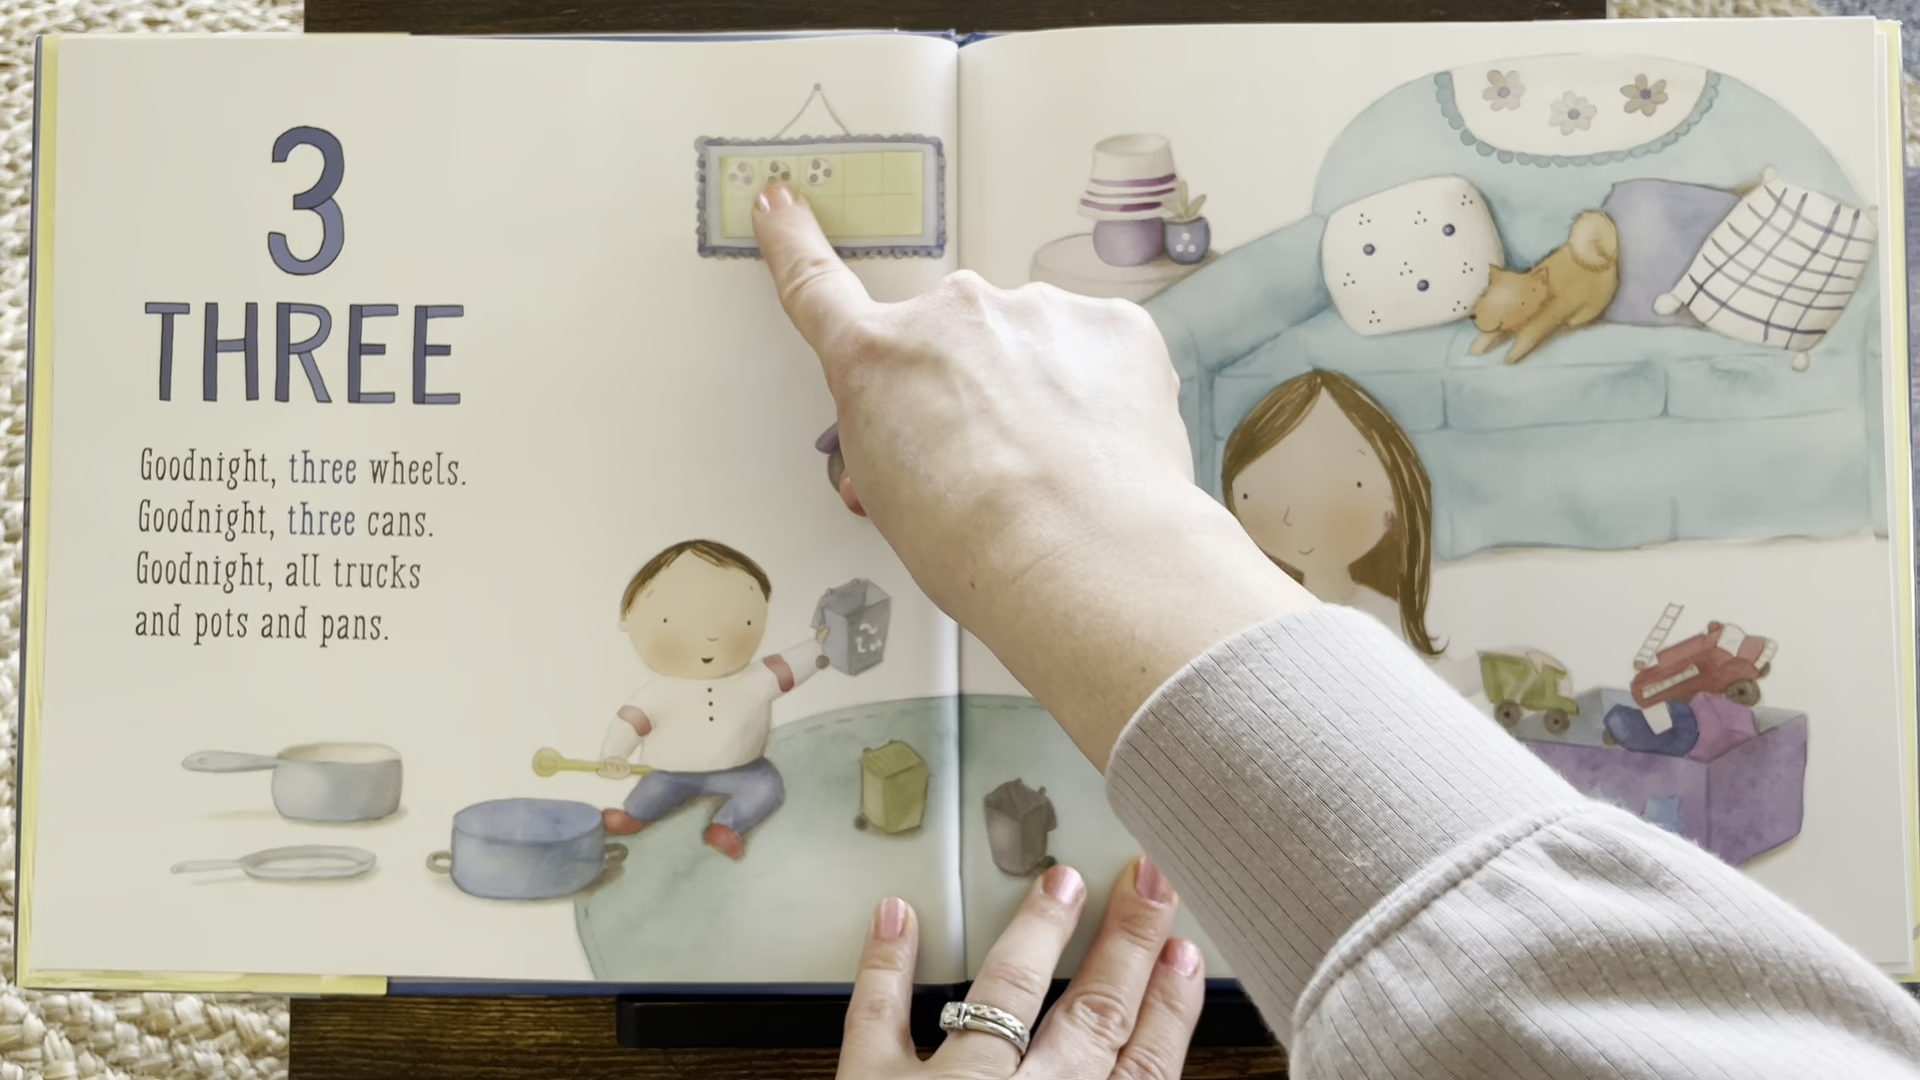 3
THREE
Goodnight, three wheels.
Goodnight, three cans.
Goodnight, all trucks
and pots and pans.